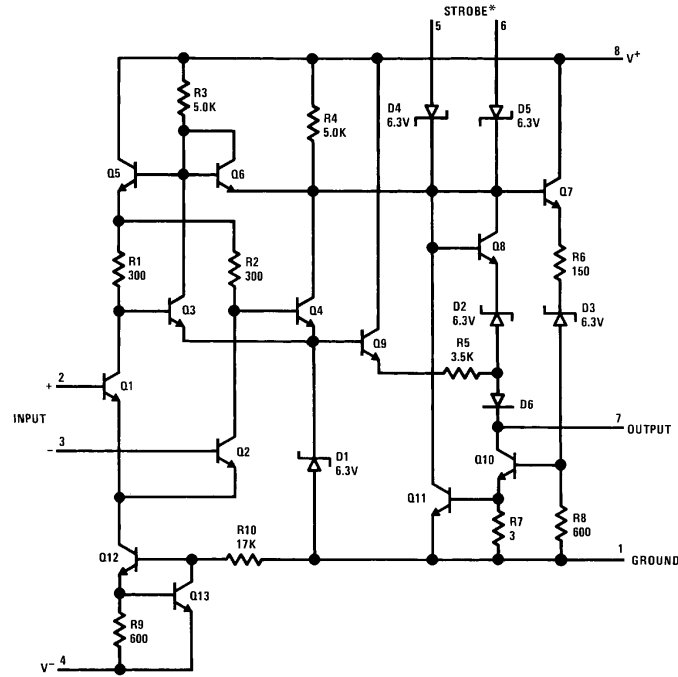 STROBE*
5 6
8 V+
R3
5.0K
R4
5.0K
D4
6.3V
D5
6.3V
Q5
Q6
Q7
R1
300
R2
300
Q8
R6
150
Q3
Q4
D2
6.3V
D3
6.3V
Q9
R5
3.5K
+ 2
Q1
D6
INPUT
7 OUTPUT
− 3
Q2
D1
6.3V
Q10
Q11
R7
3
R8
600
R10
17K
1
GROUND
Q12
Q13
R9
600
V− 4